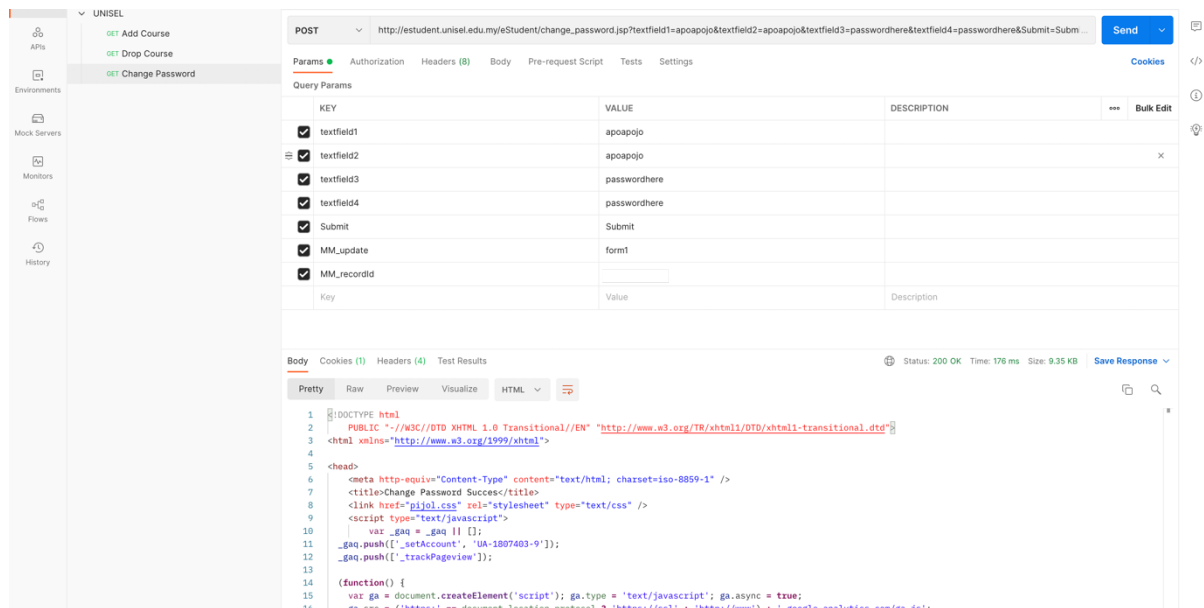 UNISEL
APIs
Environments
Mock Servers
Monitors
Flows
History
GET Add Course
GET Drop Course
GET Change Password
POST http://estudent.unisel.edu.my/eStudent/change_password.jsp?textfield1=apoapojo&textfield2=apoapojo&textfield3=passwordhere&textfield4=passwordhere&Submit=Subm ... Send
Params Authorization Headers (8) Body Pre-request Script Tests Settings Cookies
Query Params
KEY VALUE DESCRIPTION ooo Bulk Edit
textfield1 apoapojo
textfield2 apoapojo
textfield3 passwordhere
textfield4 passwordhere
Submit Submit
MM_update form1
MM_recordId
Key Value Description
Body Cookies (1) Headers (4) Test Results Status: 200 OK Time: 176 ms Size: 9.35 KB Save Response
Pretty Raw Preview Visualize HTML
1 <!DOCTYPE html
2 PUBLIC "-//W3C//DTD XHTML 1.0 Transitional//EN" "http://www.w3.org/TR/xhtml1/DTD/xhtml1-transitional.dtd">
3 <html xmlns="http://www.w3.org/1999/xhtml">
4
5 <head>
6 <meta http-equiv="Content-Type" content="text/html; charset=iso-8859-1" />
7 <title>Change Password Succes</title>
8 <link href="pijol.css" rel="stylesheet" type="text/css" />
9 <script type="text/javascript">
10 var _gaq = _gaq || [];
11 _gaq.push(['_setAccount', 'UA-1807403-9']);
12 _gaq.push(['_trackPageview']);
13
14 (function() {
15 var ga = document.createElement('script'); ga.type = 'text/javascript'; ga.async = true;